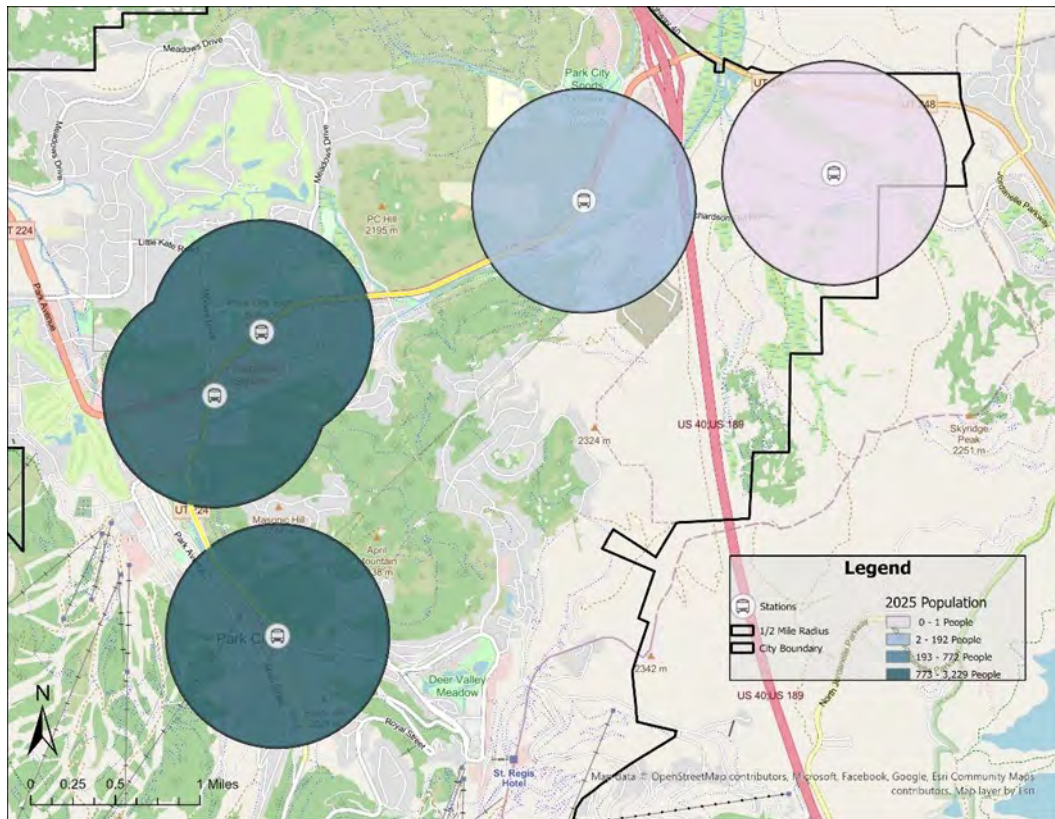 Meadows Drive
Meadows Drive
Meadows Drive
Park City
Sports
UT 248
PC Hill
2195 m
Little Kate R
UT 224
Park Avenue
Park A
UT 224
Masonic Hill
April
Mountain
Park C
Deer Valley
Meadow
Royal Street
St. Regis
Hotel
2324 m
US 40;US 189
Skyridge
Peak
2251 m
2342 m
US 40;US 189
Legend
Stations
1/2 Mile Radius
City Boundary
2025 Population
0 - 1 People
2 - 192 People
193 - 772 People
773 - 3,229 People
N
0 0.25 0.5 1 Miles
Map data © OpenStreetMap contributors, Microsoft, Facebook, Google, Esri Community Maps
contributors, Map layer by Esri